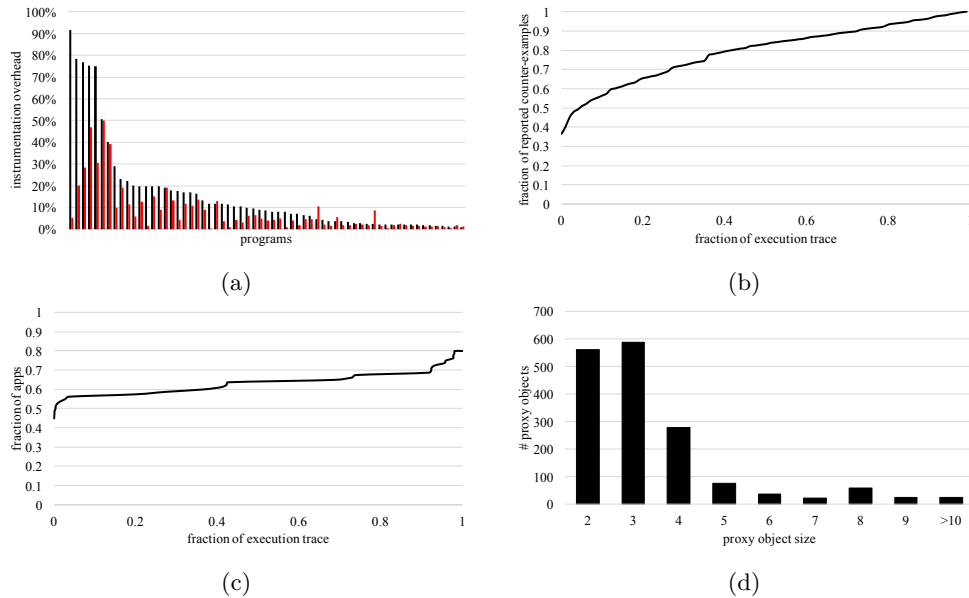 100%
90%
80%
70%
60%
50%
40%
30%
20%
10%
0%
instrumentation overhead
programs
(a)
1
0.9
0.8
0.7
0.6
0.5
0.4
0.3
0.2
0.1
0
fraction of reported counter-examples
0 0.2 0.4 0.6 0.8
fraction of execution trace
(b)
1
0.9
0.8
0.7
0.6
0.5
0.4
0.3
0.2
0.1
0
fraction of apps
0 0.2 0.4 0.6 0.8 1
fraction of execution trace
(c)
700
600
500
400
300
200
100
0
# proxy objects
2 3 4 5 6 7 8 9 >10
proxy object size
(d)